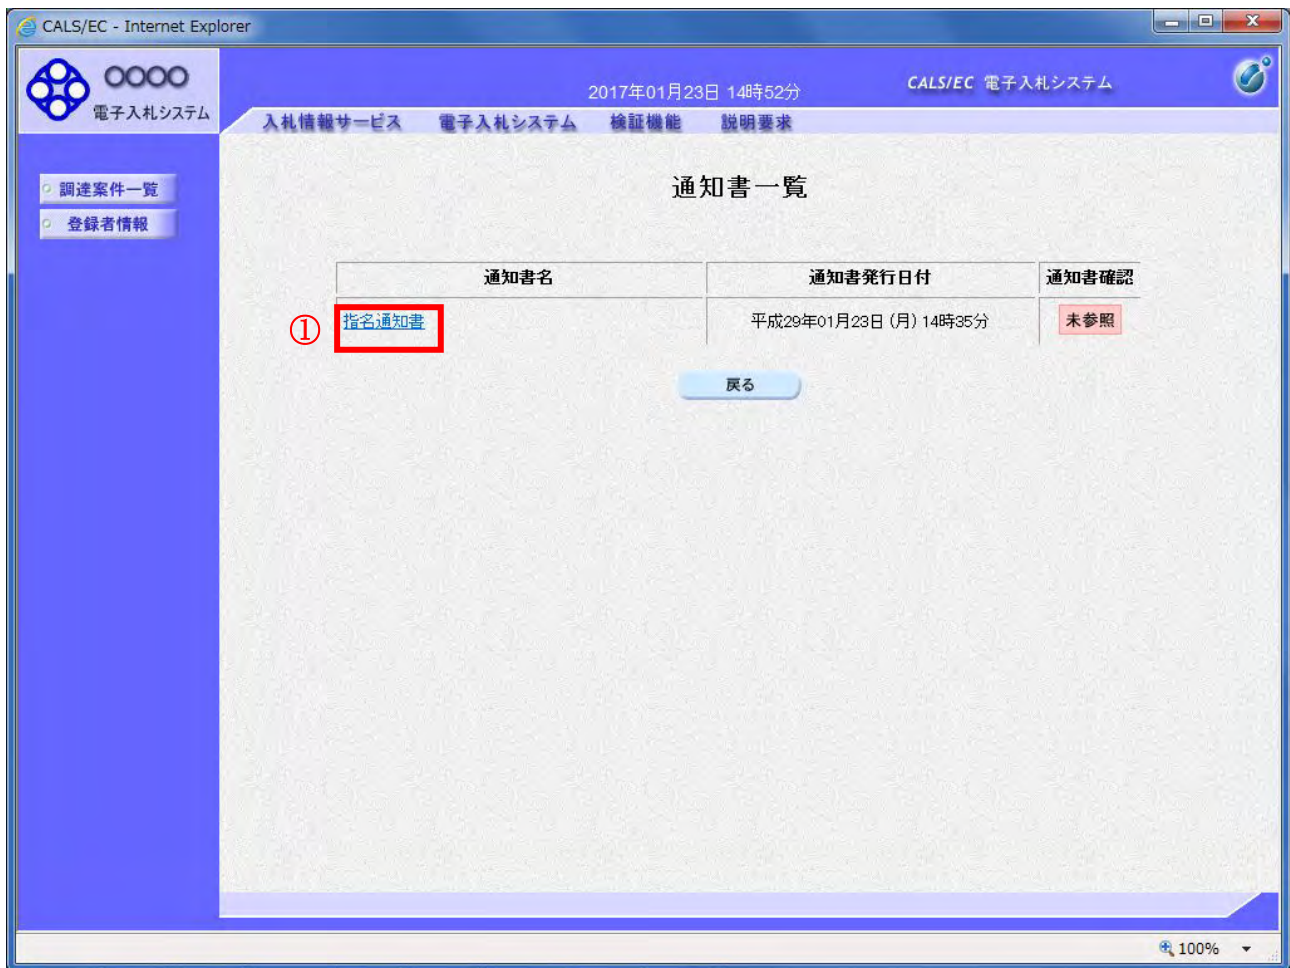 CALS/EC - Internet Explorer
〇〇〇〇
電子入札システム
2017年01月23日 14時52分
CALS/EC 電子入札システム
入札情報サービス 電子入札システム 検証機能 説明要求
調達案件一覧
登録者情報
通知書一覧
通知書名 通知書発行日付 通知書確認
① 指名通知書 平成29年01月23日 (月) 14時35分 未参照
戻る
100%